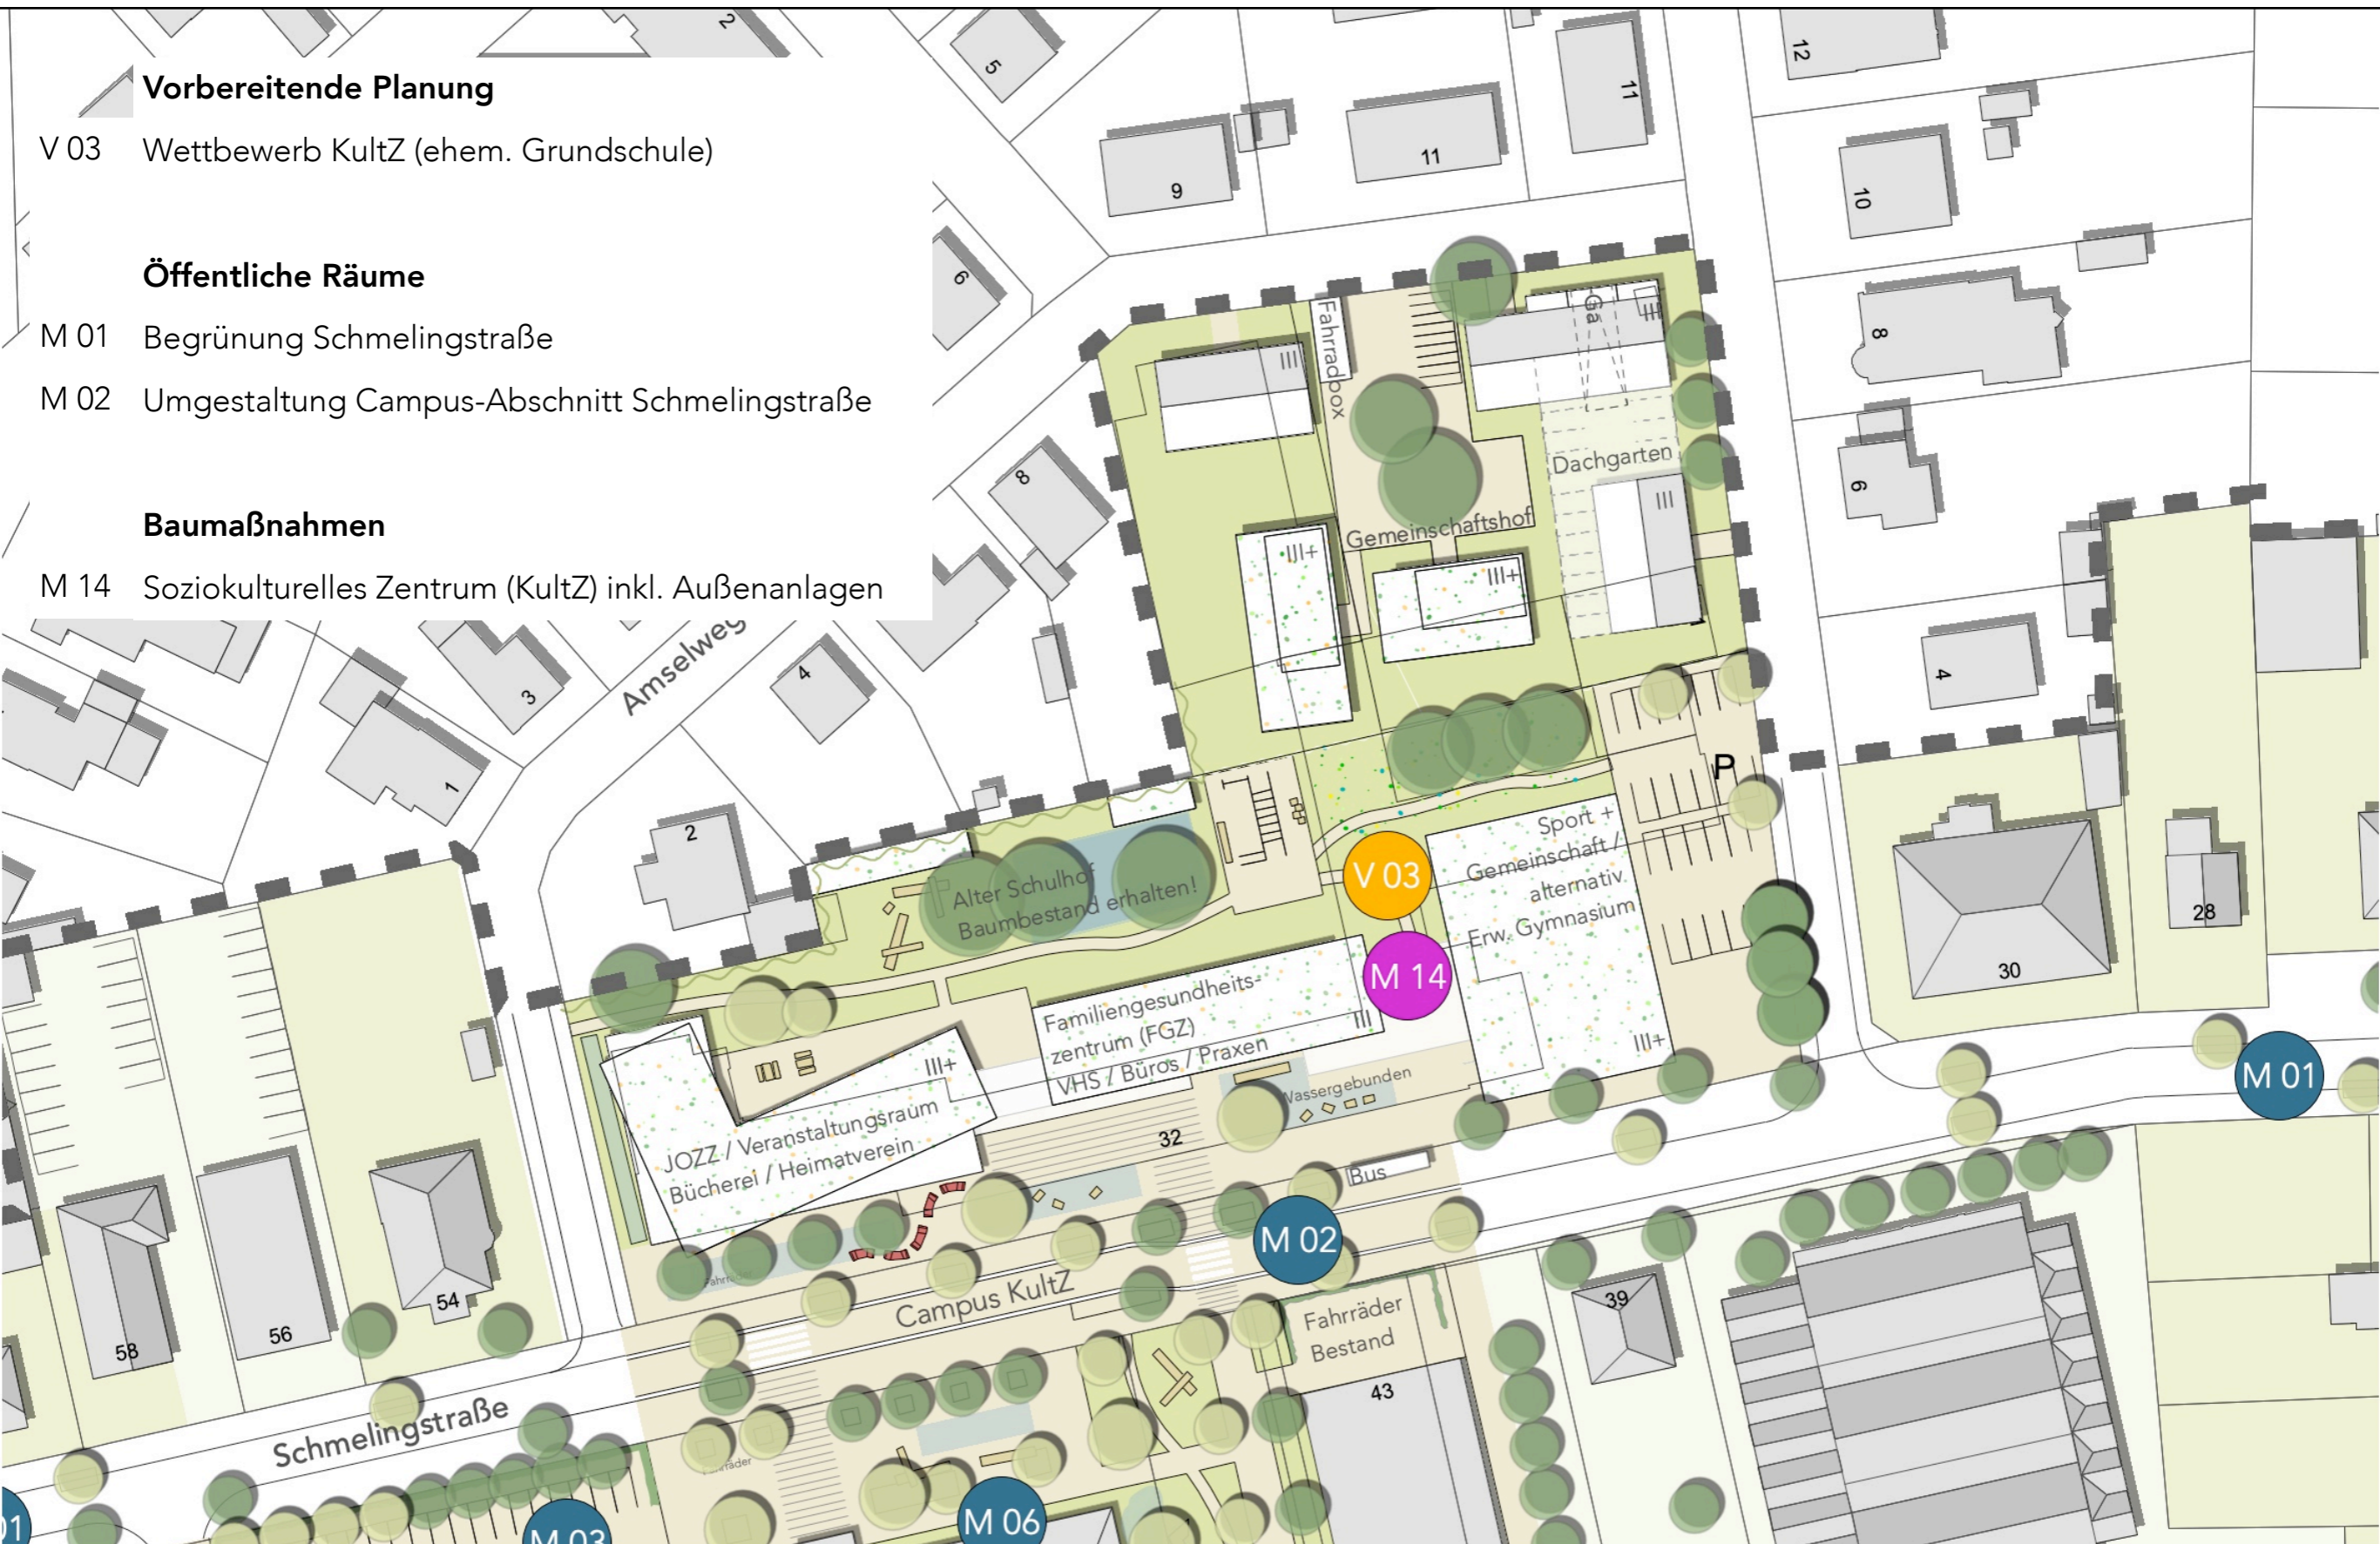 Vorbereitende Planung
V 03 Wettbewerb KultZ (ehem. Grundschule)
Öffentliche Räume
M 01 Begrünung Schmelingstraße
M 02 Umgestaltung Campus-Abschnitt Schmelingstraße
Baumaßnahmen
M 14 Soziokulturelles Zentrum (KultZ) inkl. Außenanlagen
2
5
9
11
11
12
10
8
6
4
6
8
Amselweg
4
3
1
2
Fahrradbox
III
Ga
III
Dachgarten
III
Gemeinschaftshof
III+
III+
P
Sport +
Gemeinschaft /
alternativ
Erw. Gymnasium
III+
V 03
M 14
Alter Schulhof
Baumbestand erhalten!
Familiengesundheits-
zentrum (FGZ)
VHS / Büros / Praxen
III
III+
JOZZ / Veranstaltungsraum
Bücherei / Heimatverein
Wassergebunden
32
Bus
30
28
M 01
M 02
Campus KultZ
Fahrräder
Bestand
43
39
58
56
54
Schmelingstraße
M 03
M 06